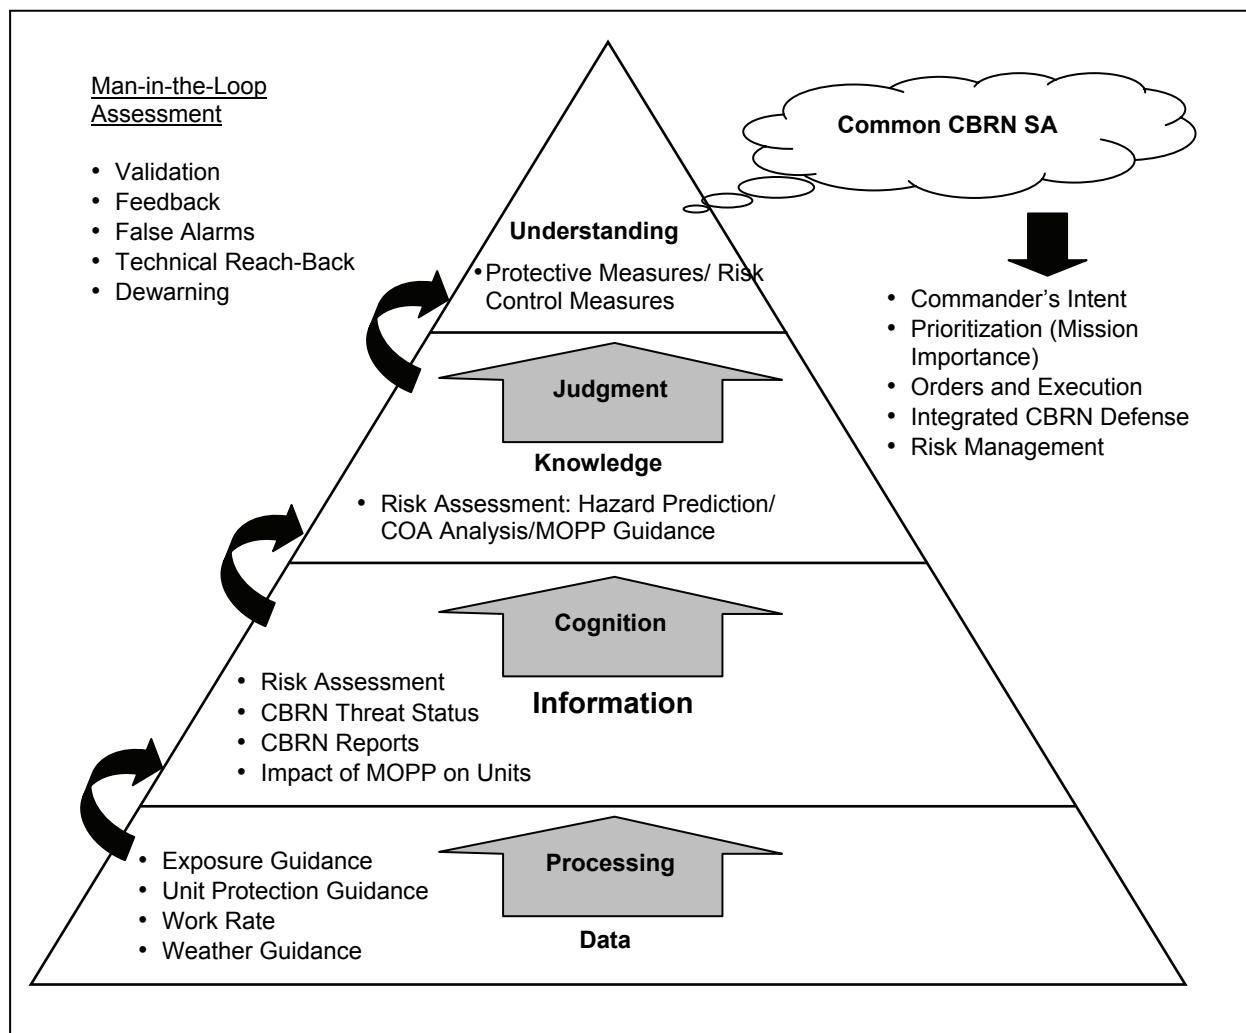 Man-in-the-Loop
Assessment
• Validation
• Feedback
• False Alarms
• Technical Reach-Back
• Dewarning
Common CBRN SA
• Commander’s Intent
• Prioritization (Mission
Importance)
• Orders and Execution
• Integrated CBRN Defense
• Risk Management
Understanding
• Protective Measures/ Risk
Control Measures
Judgment
Knowledge
• Risk Assessment: Hazard Prediction/
COA Analysis/MOPP Guidance
Cognition
Information
• Risk Assessment
• CBRN Threat Status
• CBRN Reports
• Impact of MOPP on Units
Processing
Data
• Exposure Guidance
• Unit Protection Guidance
• Work Rate
• Weather Guidance